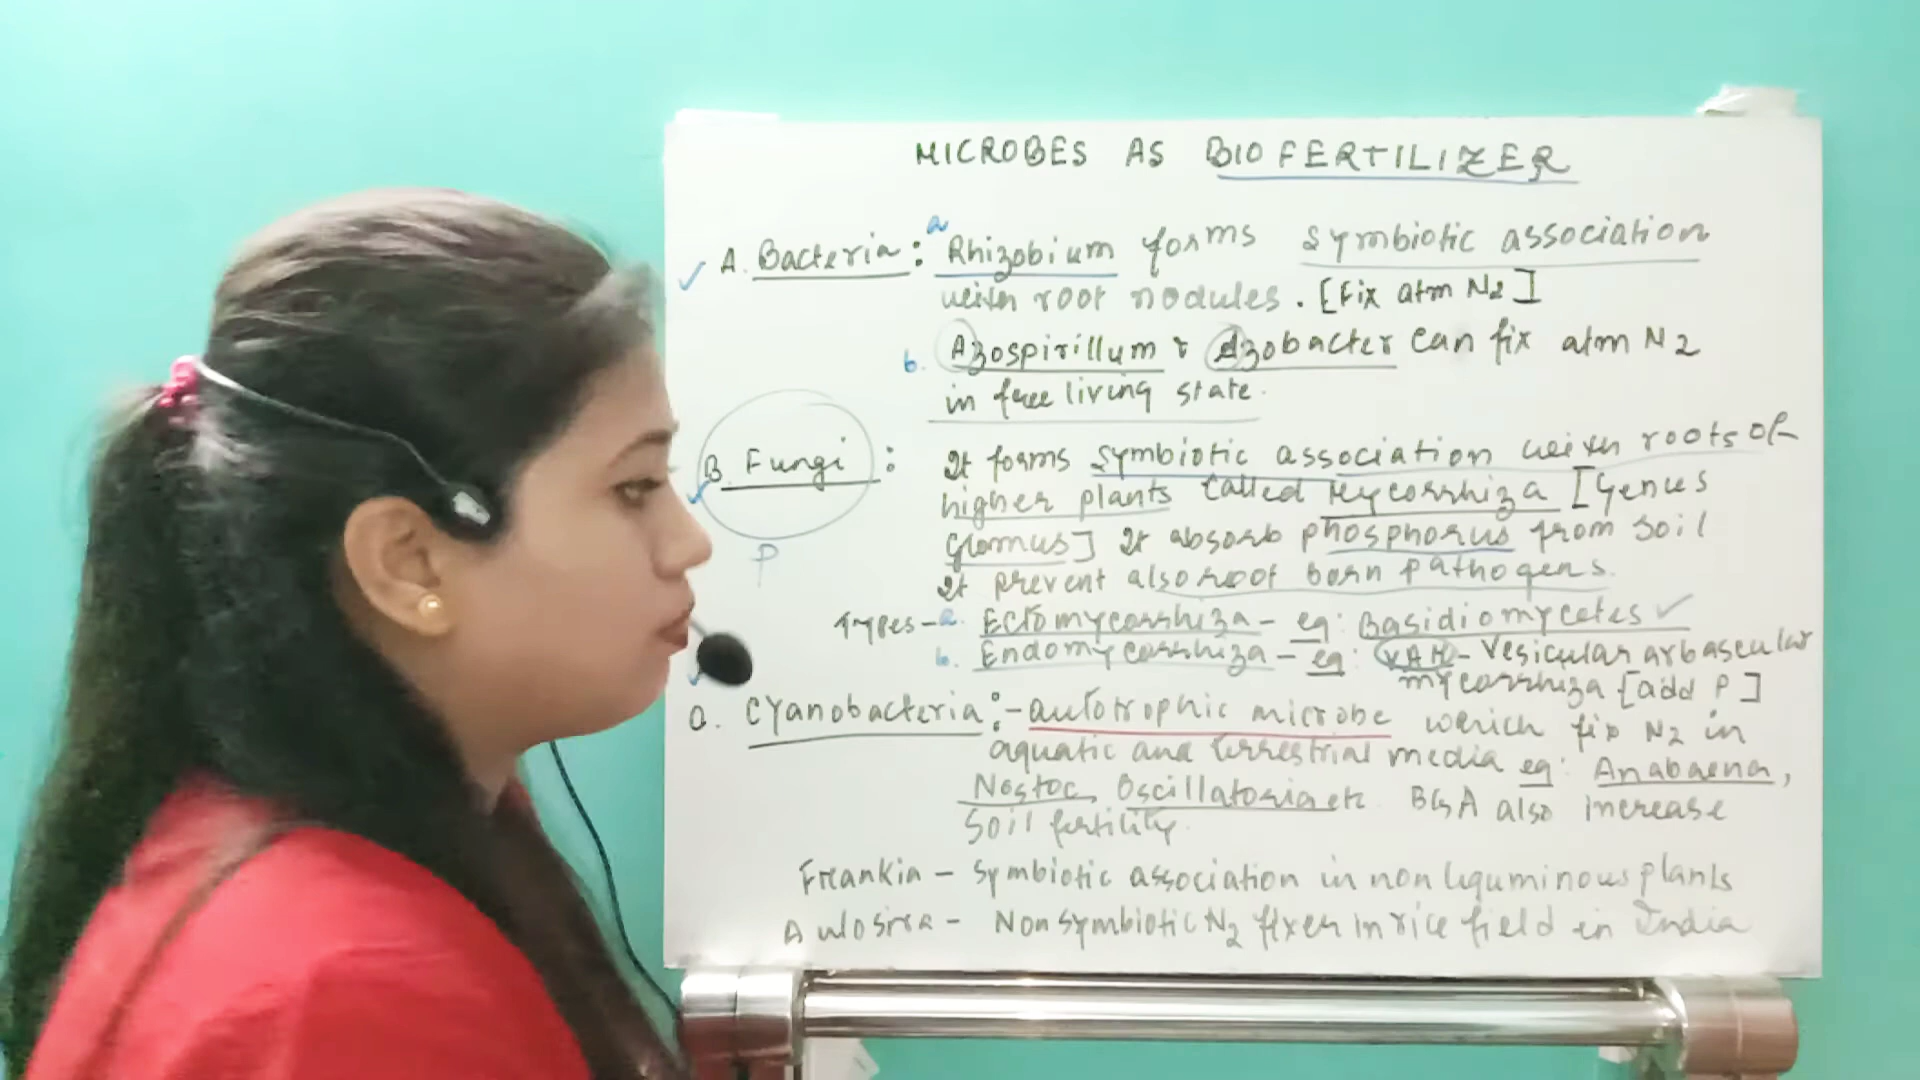 MICROBES AS BIOFERTILIZER
a
A. Bacteria : Rhizobium forms symbiotic association
with root nodules. [Fix atm N2]
b. Azospirillum & Azobacter can fix atm N2
in free living state.
B. Fungi : It forms symbiotic association with roots of
higher plants called Mycorrhiza [Genus
Glomus] It absorb phosphorus from soil
P
It prevent also root born pathogens.
Types - a. Ectomycorrhiza - eg: Basidiomycetes ✓
b. Endomycorrhiza - eg: VAM - Vesicular arbascular
mycorrhiza [add P]
Cyanobacteria :- autotrophic microbe which fix N2 in
aquatic and terrestrial media eg: Anabaena,
Nostoc, Oscillatoria etc. BGA also increase
Soil fertility.
Frankia - Symbiotic association in non liguminous plants
Aulosira - Non Symbiotic N2 fixer in rice field in India